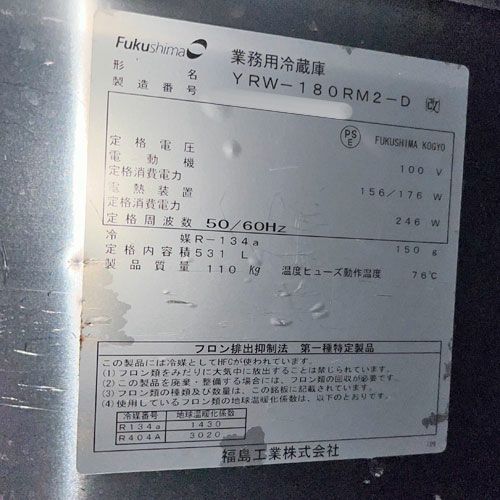 Fukushima
業務用冷蔵庫
形名 YRW-180RM2-D 改
製造番号
PSE FUKUSHIMA KOGYO
定格電圧 100 V
電動機
定格消費電力 156/176 W
電熱装置
定格消費電力 246 W
定格周波数 50/60Hz
冷媒 R-134a 150 g
定格内容積 531 L
製品質量 110 Kg 温度ヒューズ動作温度 76℃
フロン排出抑制法 第一種特定製品
この製品には冷媒としてHFCが使われています。
(1) フロン類をみだりに大気中に放出することは禁じられています。
(2) この製品を廃棄・整備する場合には、フロン類の回収が必要です。
(3) フロン類の種類及び数量は、この銘板に記載されています。
(4) 使用しているフロン類の地球温暖化係数は、以下のとおりです。
冷媒番号 地球温暖化係数
R134a 1430
R404A 3020
福島工業株式会社